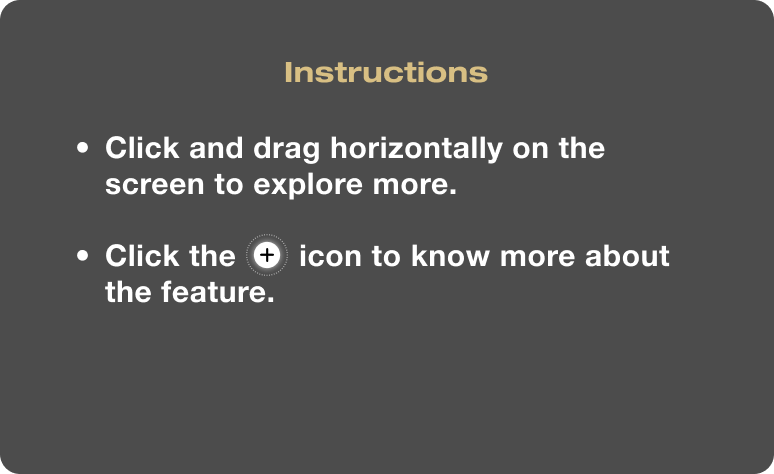 Instructions
• Click and drag horizontally on the
screen to explore more.
• Click the + icon to know more about
the feature.